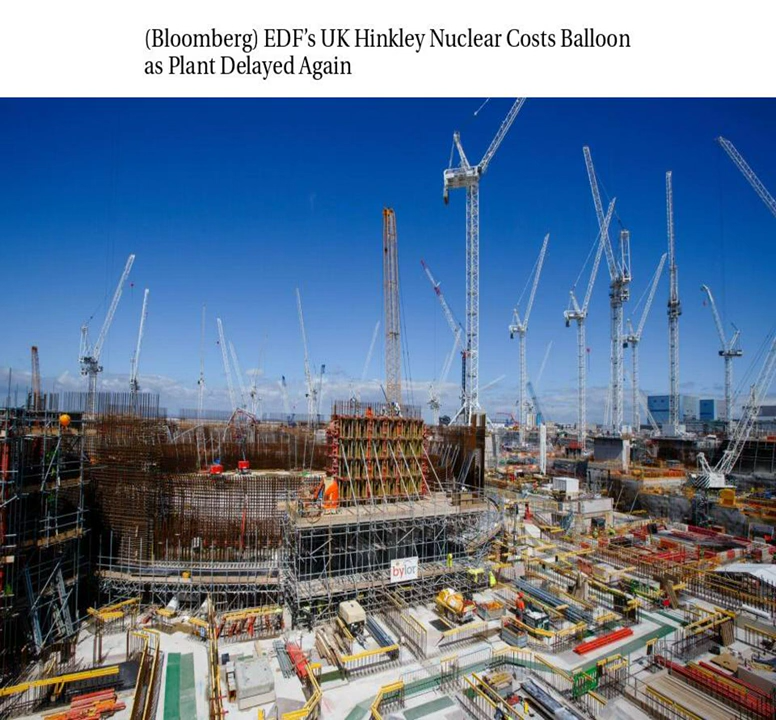 (Bloomberg) EDF’s UK Hinkley Nuclear Costs Balloon
as Plant Delayed Again
bylor